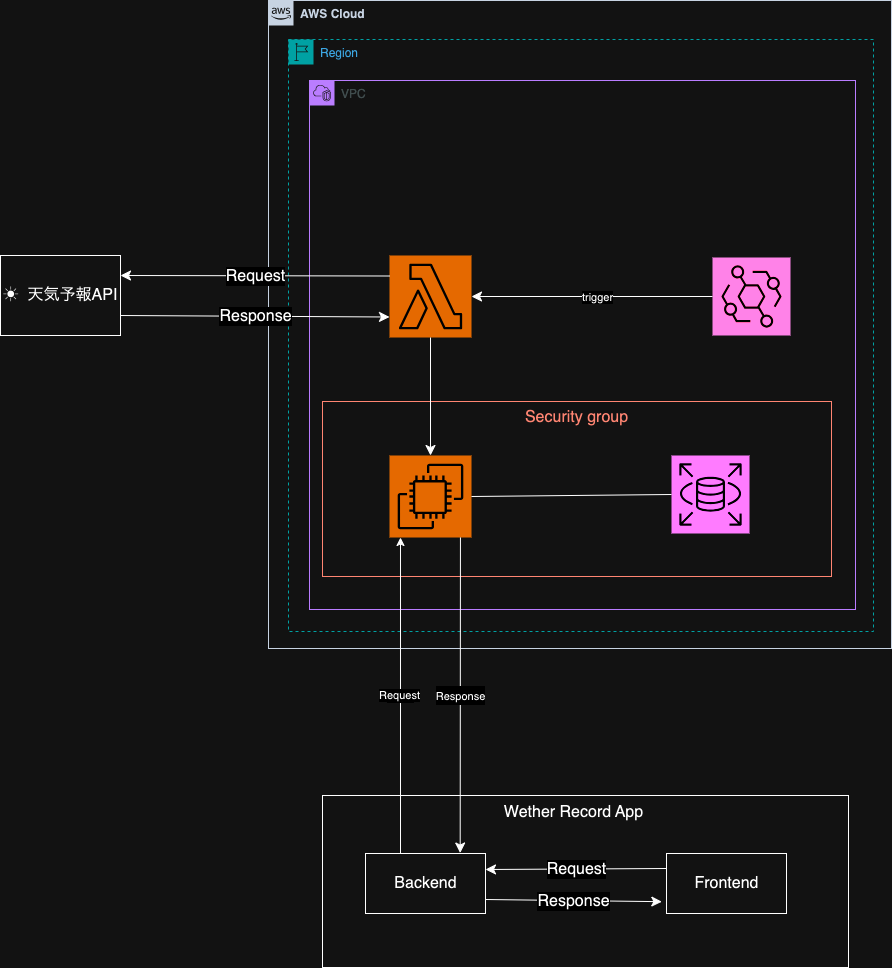 aws
AWS Cloud
Region
VPC
Request
☀ 天気予報API
Response
trigger
Security group
Request
Response
Wether Record App
Request
Backend
Frontend
Response